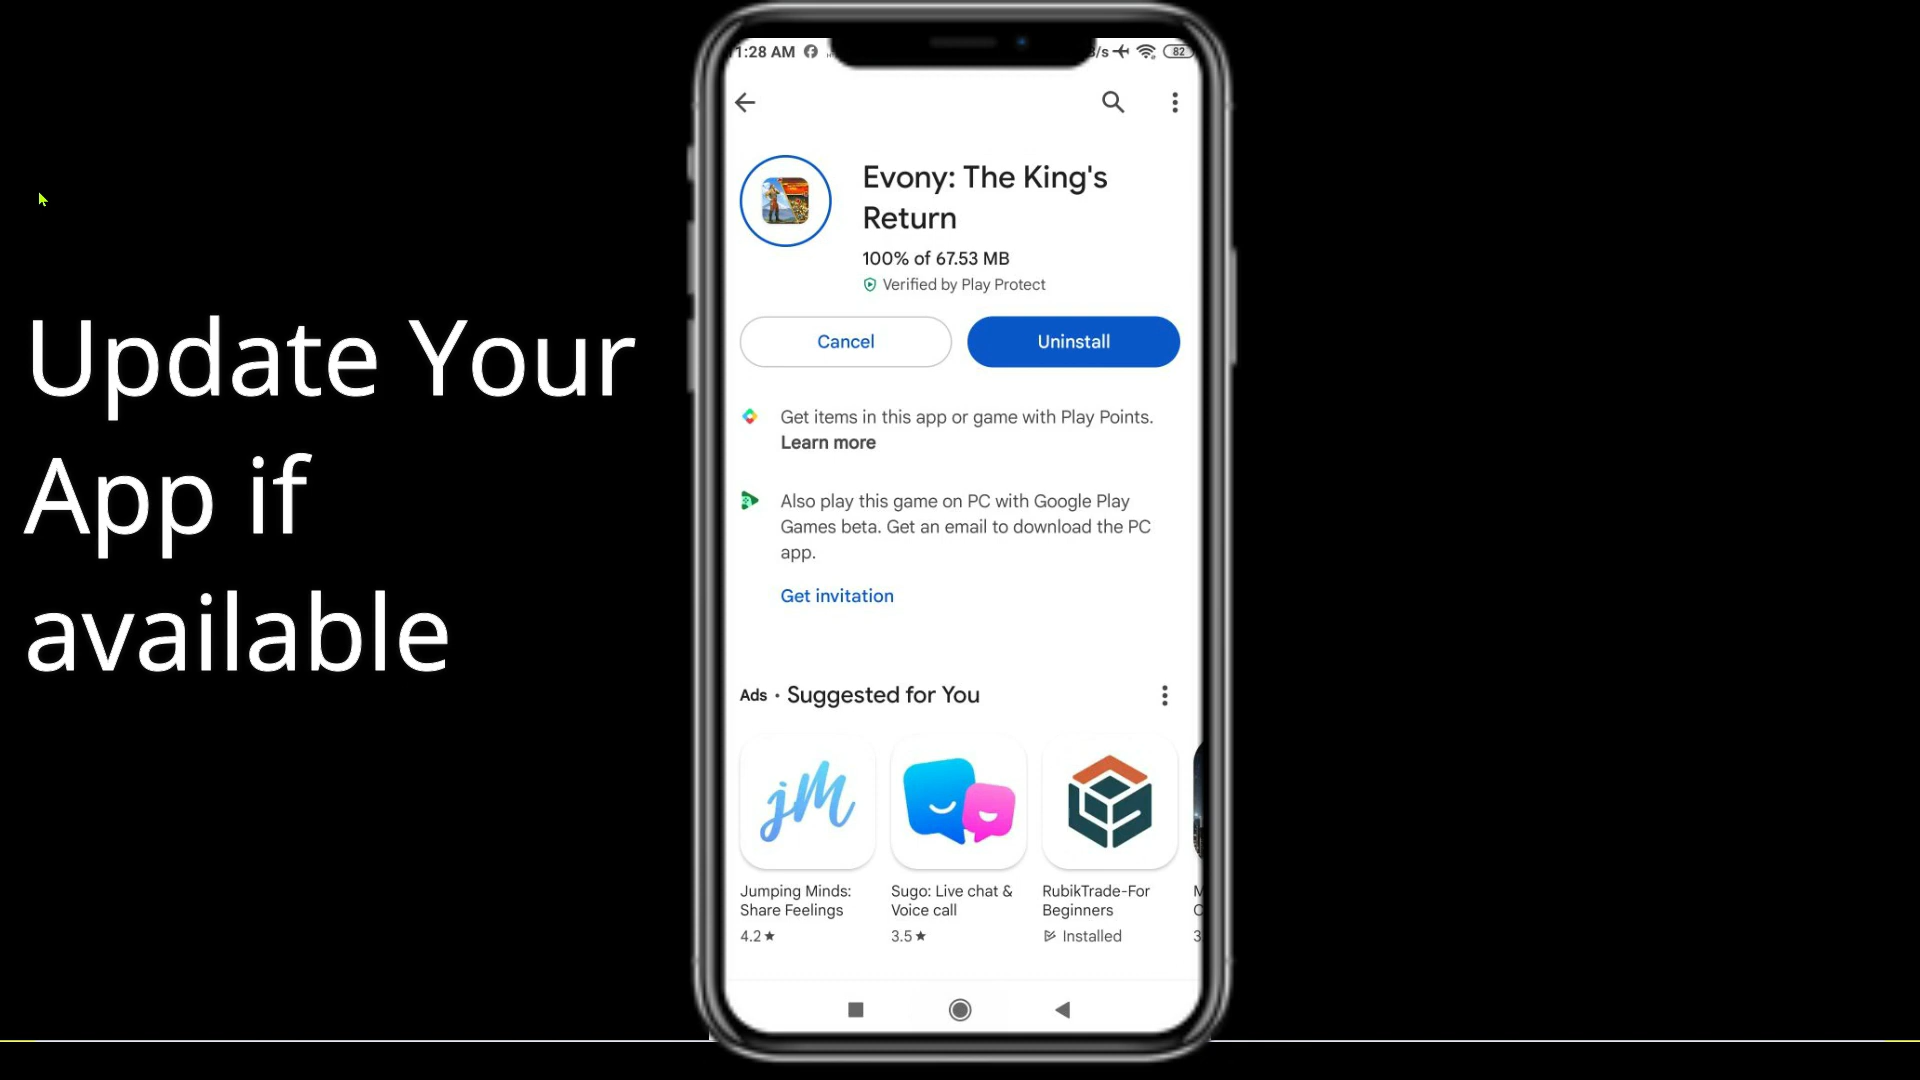 1:28 AM
/s
82
Evony: The King's
Return
100% of 67.53 MB
Verified by Play Protect
Cancel
Uninstall
Get items in this app or game with Play Points.
Learn more
Also play this game on PC with Google Play
Games beta. Get an email to download the PC
app.
Get invitation
Update Your
App if
available
Ads • Suggested for You
jM
Jumping Minds:
Share Feelings
4.2★
Sugo: Live chat &
Voice call
3.5★
RubikTrade-For
Beginners
Installed
M
C
3